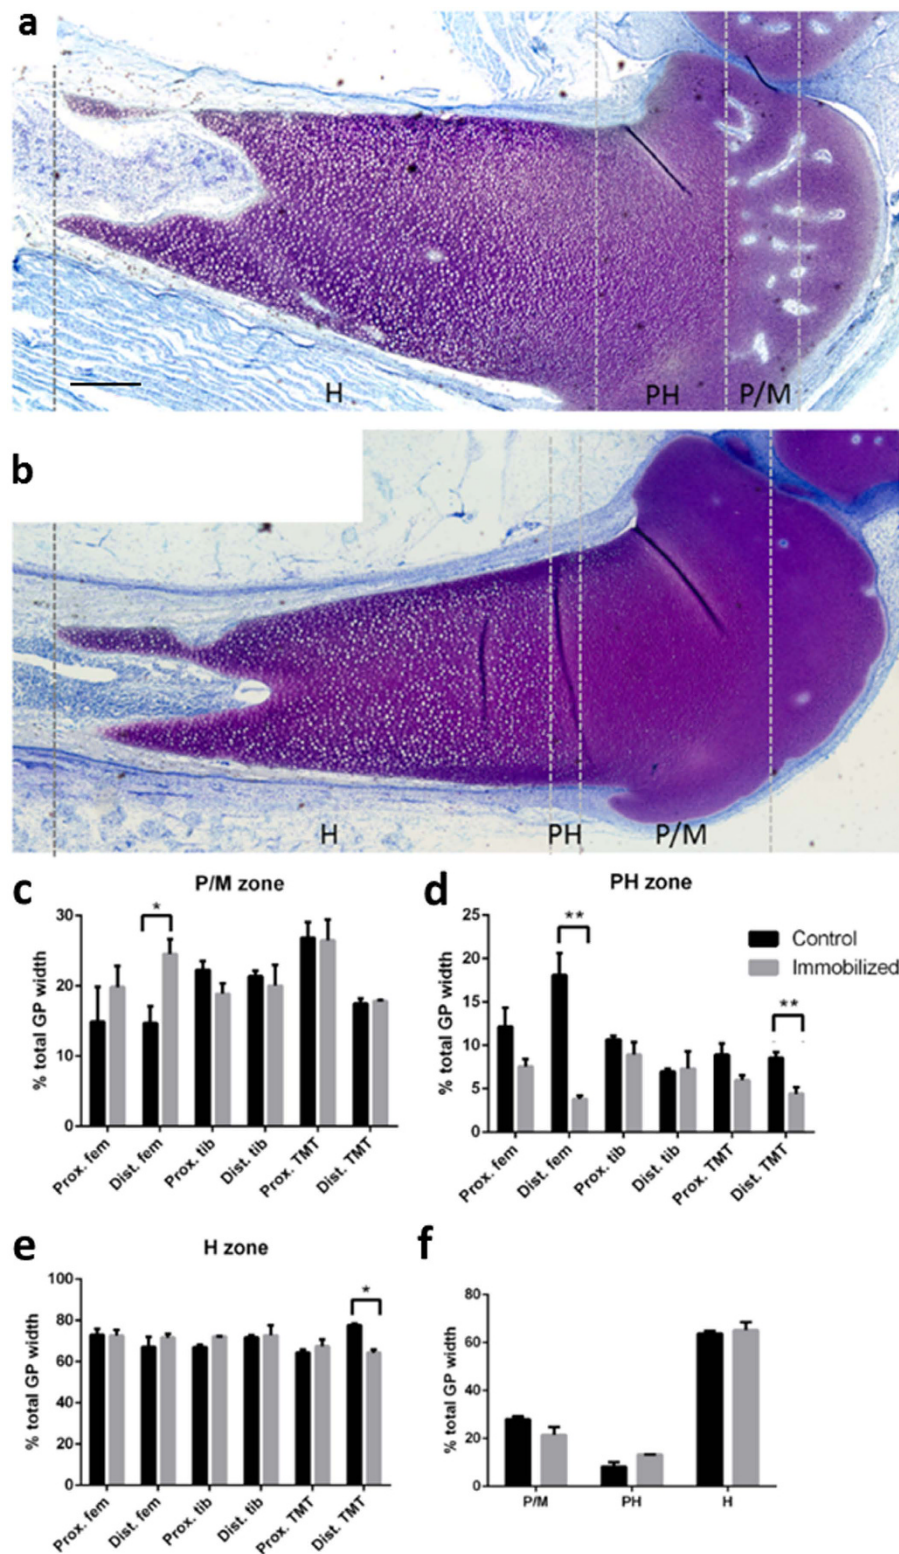 a
H PH P/M
b
H PH P/M
c
P/M zone
*
30
20
10
0
% total GP width
Prox. fem Dist. fem Prox. tib Dist. tib Prox. TMT Dist. TMT
d
PH zone
25
20
15
10
5
0
% total GP width
**
**
Control
Immobilized
Prox. fem Dist. fem Prox. tib Dist. tib Prox. TMT Dist. TMT
e
H zone
*
100
80
60
40
20
0
% total GP width
Prox. fem Dist. fem Prox. tib Dist. tib Prox. TMT Dist. TMT
f
80
60
40
20
0
% total GP width
P/M PH H